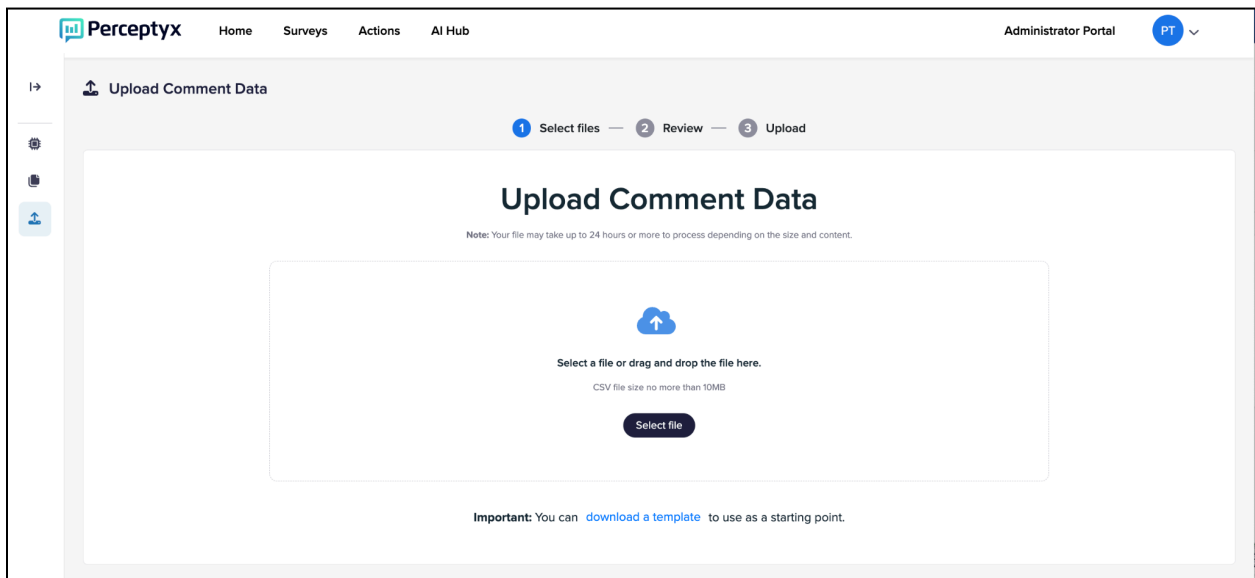 Perceptyx
Home Surveys Actions AI Hub Administrator Portal PT
Upload Comment Data
1 Select files — 2 Review — 3 Upload
Upload Comment Data
Note: Your file may take up to 24 hours or more to process depending on the size and content.
Select a file or drag and drop the file here.
CSV file size no more than 10MB
Select file
Important: You can download a template to use as a starting point.